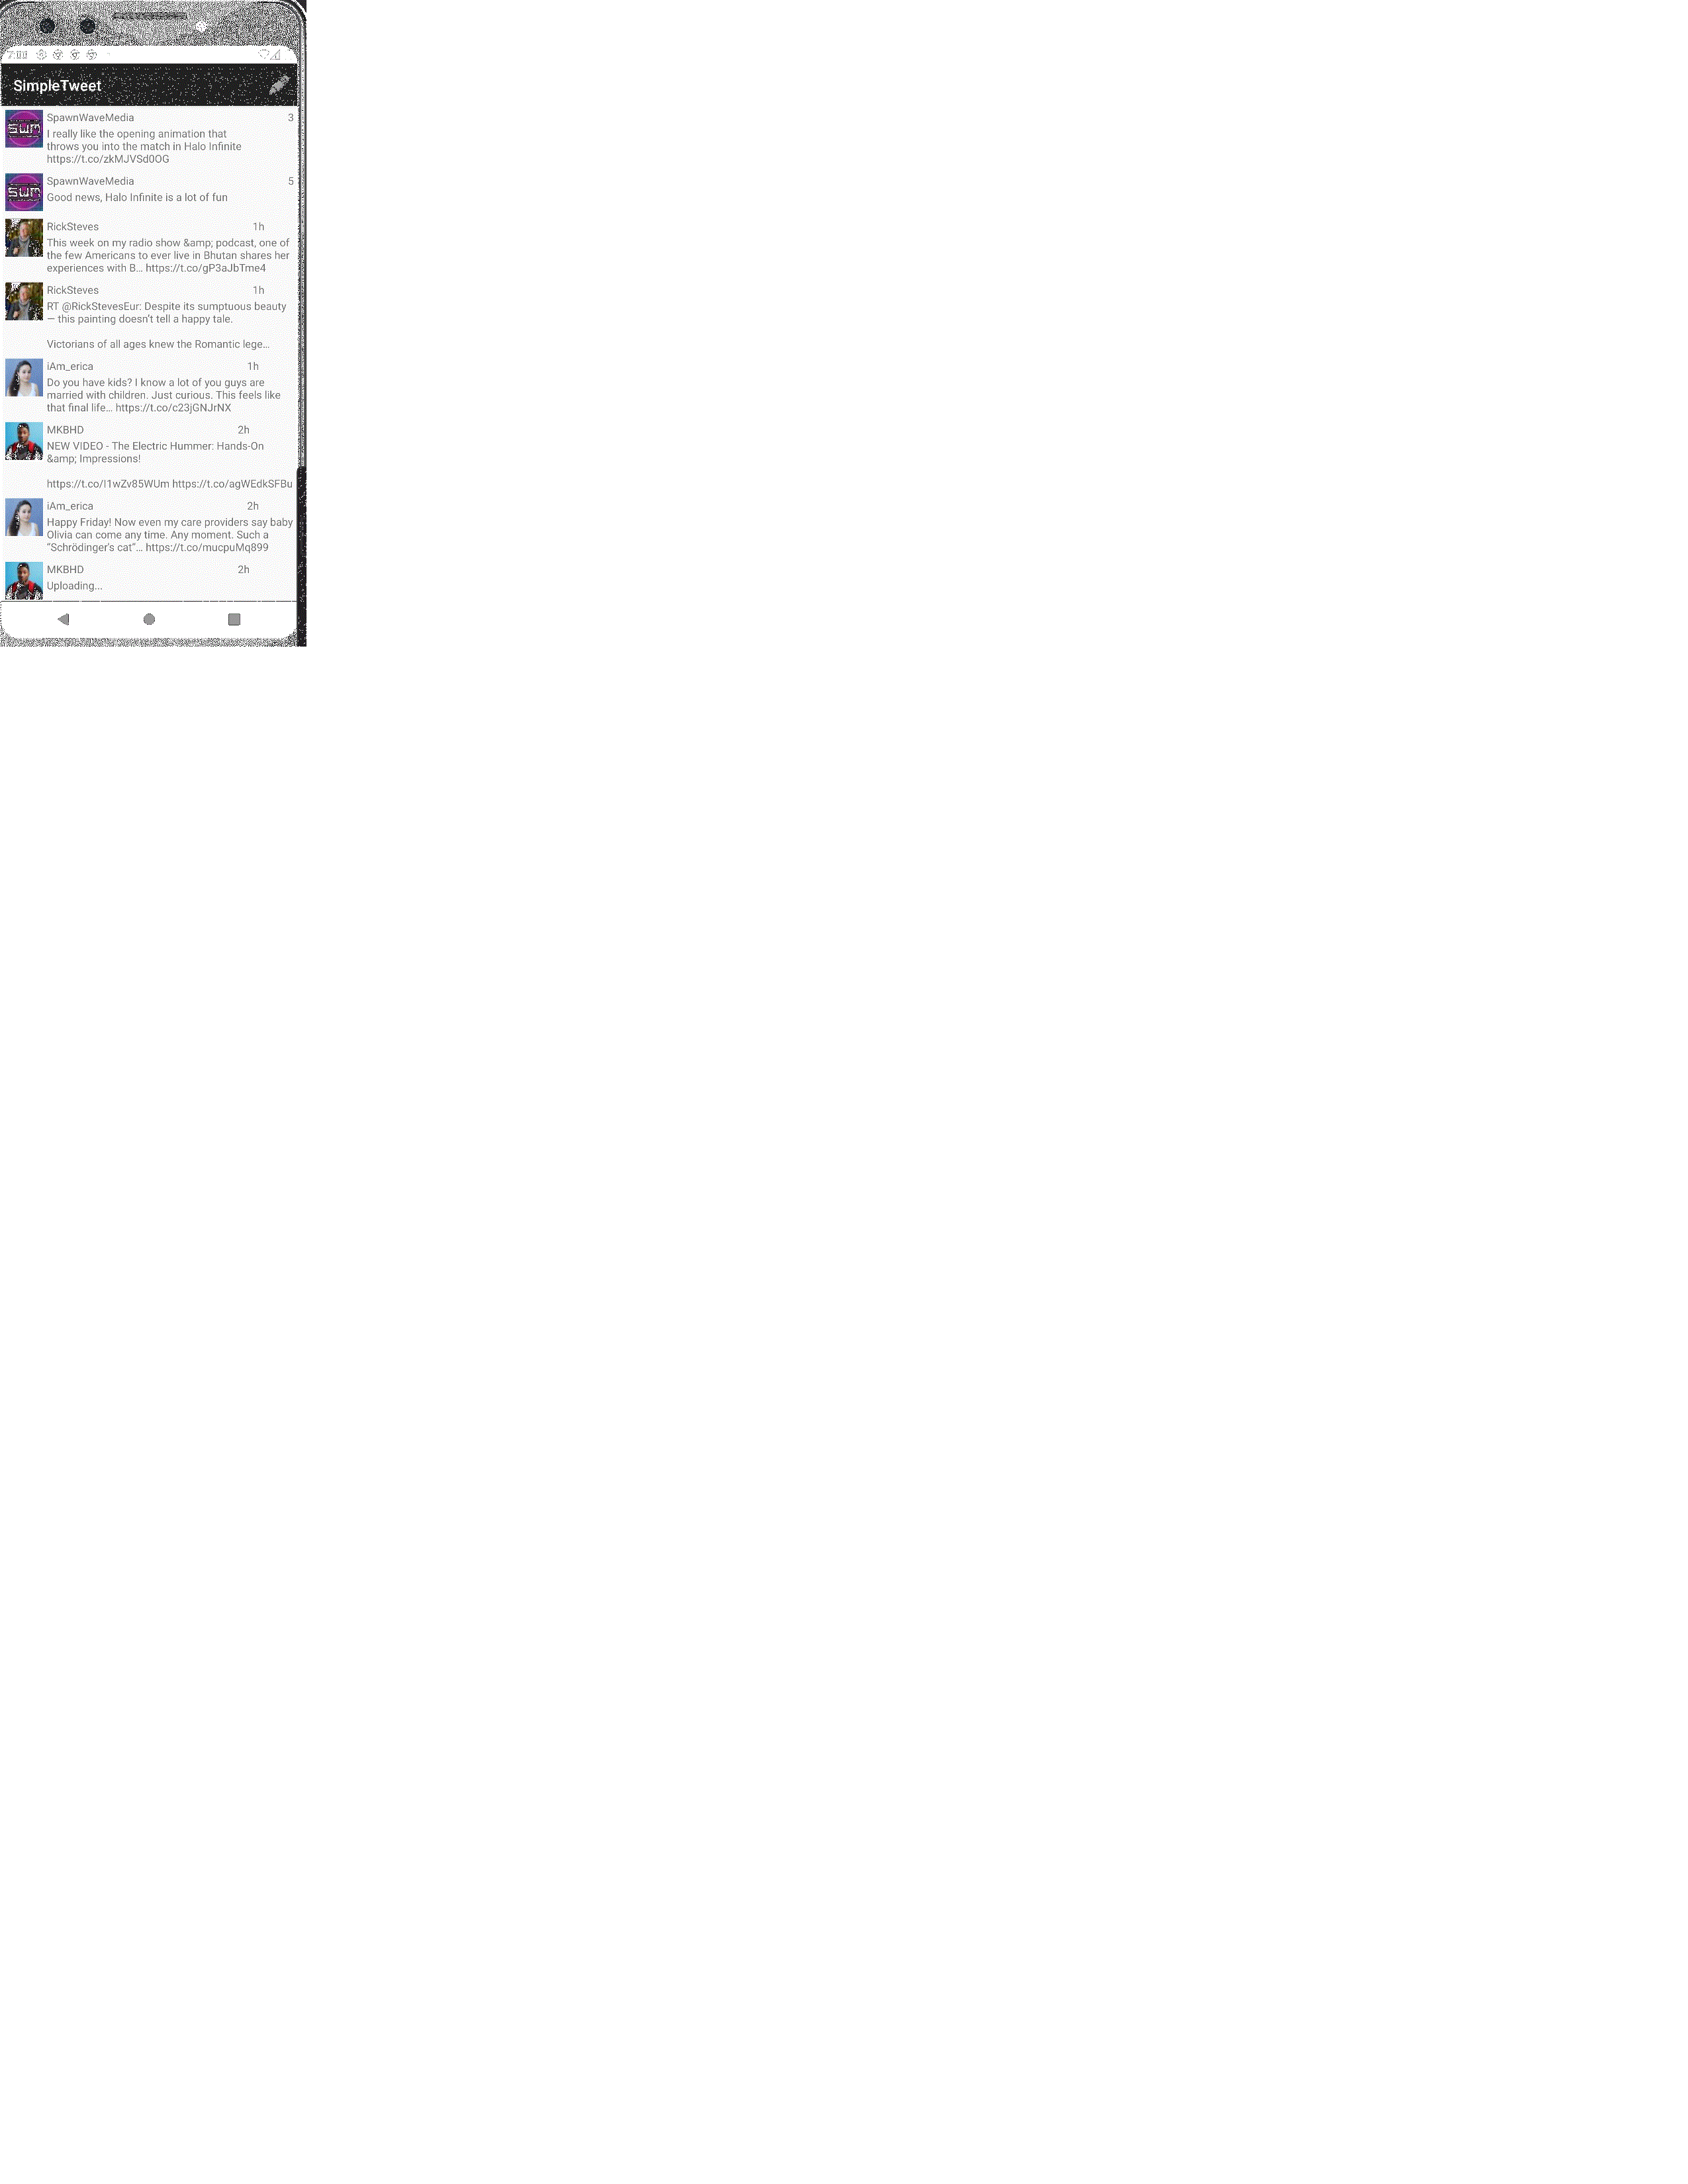 SimpleTweet
SWM
SpawnWaveMedia 3
I really like the opening animation that
throws you into the match in Halo Infinite
https://t.co/zkMJVSd0OG
SWM
SpawnWaveMedia 5
Good news, Halo Infinite is a lot of fun
RickSteves 1h
This week on my radio show &amp; podcast, one of
the few Americans to ever live in Bhutan shares her
experiences with B… https://t.co/gP3aJbTme4
RickSteves 1h
RT @RickStevesEur: Despite its sumptuous beauty
— this painting doesn't tell a happy tale.
Victorians of all ages knew the Romantic lege…
iAm_erica 1h
Do you have kids? I know a lot of you guys are
married with children. Just curious. This feels like
that final life… https://t.co/c23jGNJrNX
MKBHD 2h
NEW VIDEO - The Electric Hummer: Hands-On
&amp; Impressions!
https://t.co/I1wZv85WUm https://t.co/agWEdkSFBu
iAm_erica 2h
Happy Friday! Now even my care providers say baby
Olivia can come any time. Any moment. Such a
“Schrödinger's cat”… https://t.co/mucpuMq899
MKBHD 2h
Uploading...